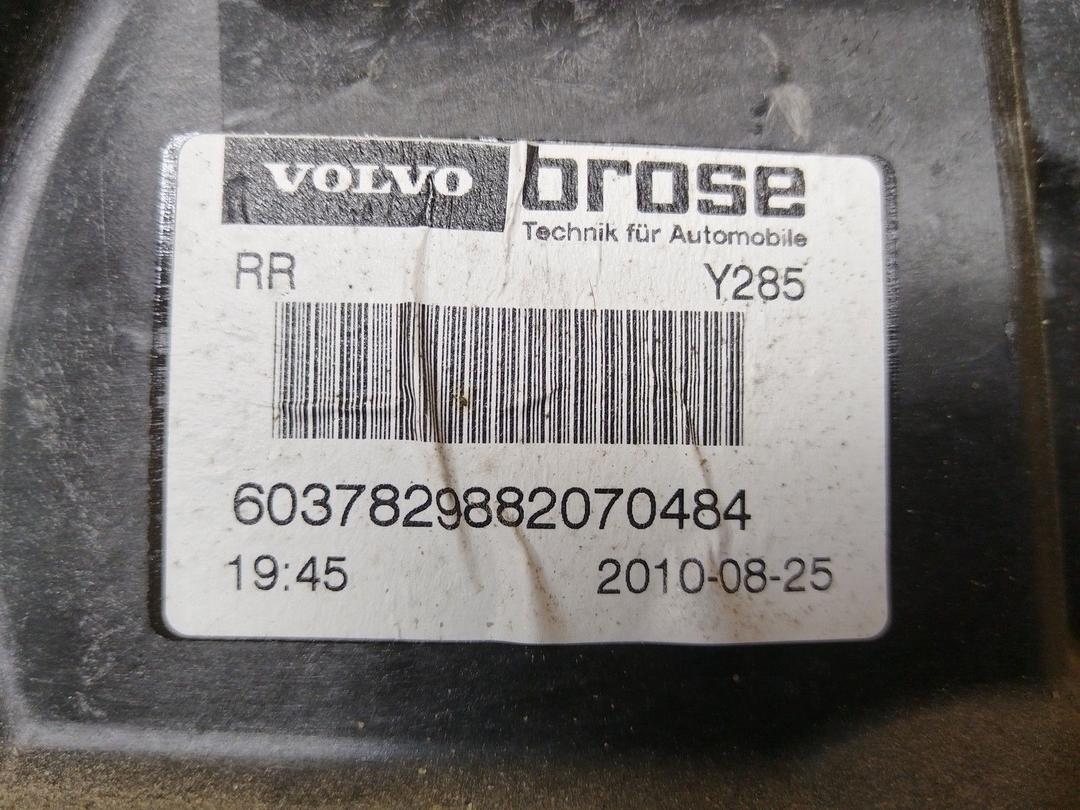 VOLVO brose
Technik für Automobile
RR Y285
6037829882070484
19:45 2010-08-25